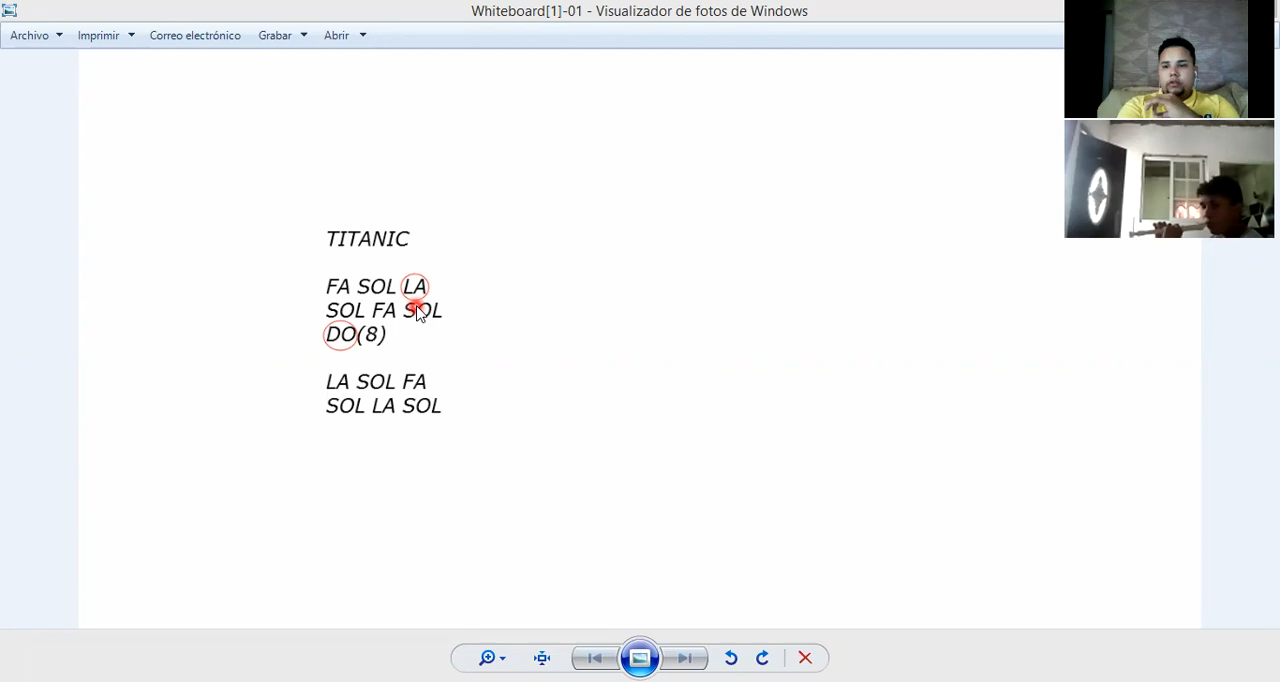 Whiteboard[1]-01 - Visualizador de fotos de Windows
Archivo Imprimir Correo electrónico Grabar Abrir
TITANIC
FA SOL LA
SOL FA SOL
DO(8)
LA SOL FA
SOL LA SOL